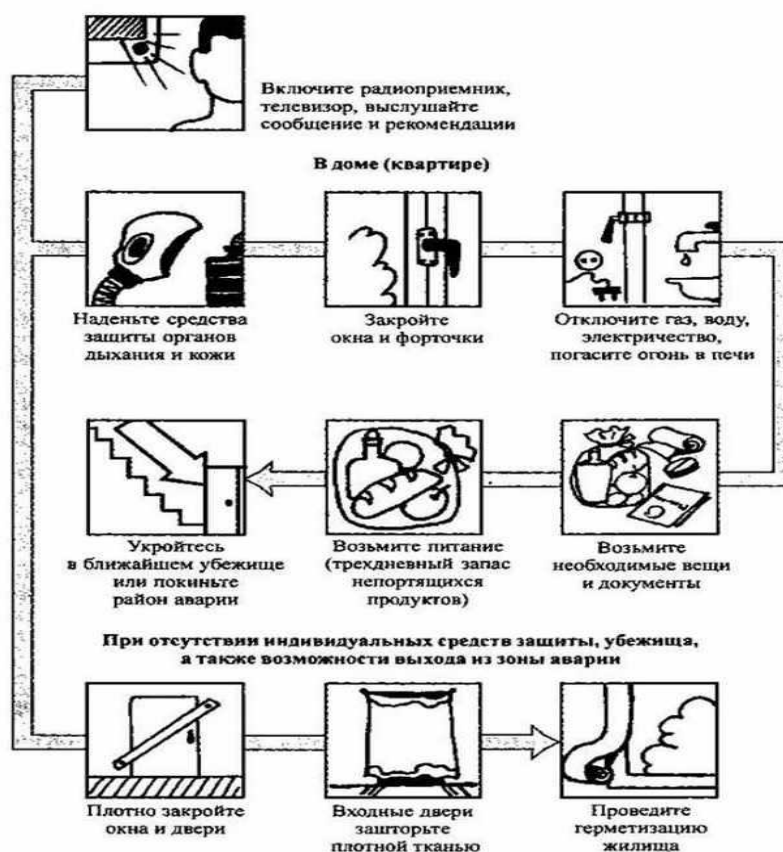 Включите радиоприемник,
телевизор, выслушайте
сообщение и рекомендации
В доме (квартире)
Наденьте средства
защиты органов
дыхания и кожи
Закройте
окна и форточки
Отключите газ, воду,
электричество,
погасите огонь в печи
Укройтесь
в ближайшем убежище
или покиньте
район аварии
Возьмите питание
(трехдневный запас
непортящихся
продуктов)
Возьмите
необходимые вещи
и документы
При отсутствии индивидуальных средств защиты, убежища,
а также возможности выхода из зоны аварии
Плотно закройте
окна и двери
Входные двери
зашторьте
плотной тканью
Проведите
герметизацию
жилища